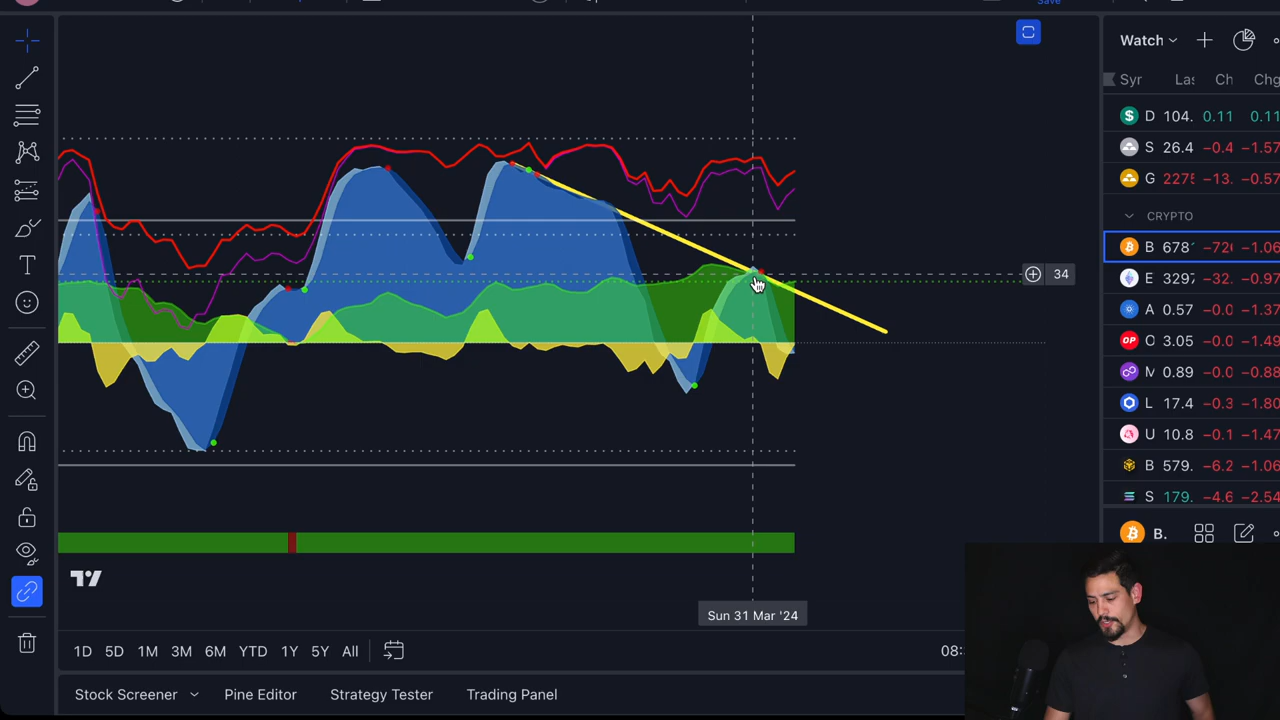 Save
Watch
Syr Las Ch Chg
D 104. 0.11 0.11
S 26.4 −0.4 −1.57
G 2275 −13. −0.57
CRYPTO
B 678 −726 −1.06
E 3297 −32. −0.97
A 0.57 −0.0 −1.37
OP O 3.05 −0.0 −1.49
M 0.89 −0.0 −0.88
L 17.4 −0.3 −1.80
U 10.8 −0.1 −1.47
B 579. −6.2 −1.06
S 179. −4.6 −2.54
34
B.
Sun 31 Mar '24
1D 5D 1M 3M 6M YTD 1Y 5Y All 08:
Stock Screener Pine Editor Strategy Tester Trading Panel